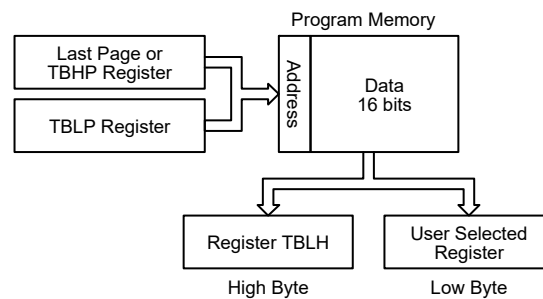 Program Memory
Last Page or
TBHP Register
TBLP Register
Address
Data
16 bits
Register TBLH
User Selected
Register
High Byte
Low Byte